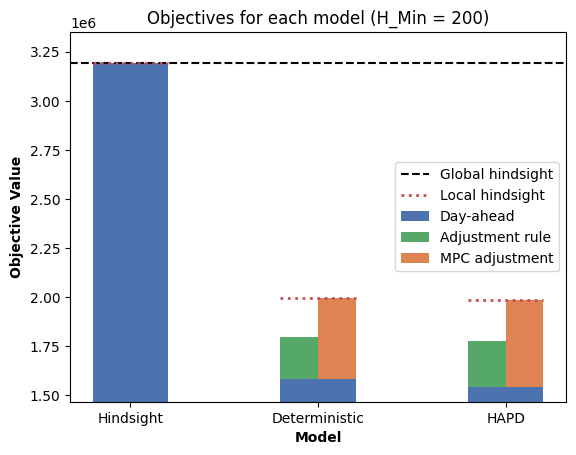 Objectives for each model (H_Min = 200)
1e6
3.25
3.00
2.75
2.50
2.25
2.00
1.75
1.50
Objective Value
Global hindsight
Local hindsight
Day-ahead
Adjustment rule
MPC adjustment
Hindsight
Deterministic
HAPD
Model